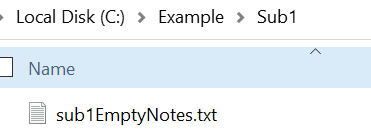 Local Disk (C:) > Example > Sub1
Name
sub1EmptyNotes.txt